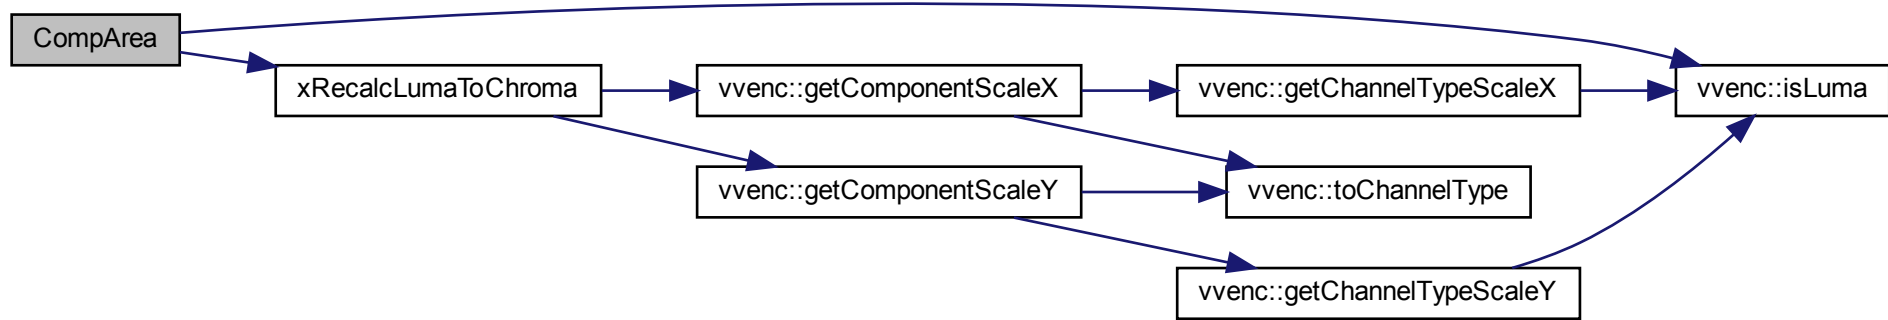 CompArea
xRecalcLumaToChroma
vvenc::getComponentScaleX
vvenc::getChannelTypeScaleX
vvenc::isLuma
vvenc::getComponentScaleY
vvenc::toChannelType
vvenc::getChannelTypeScaleY